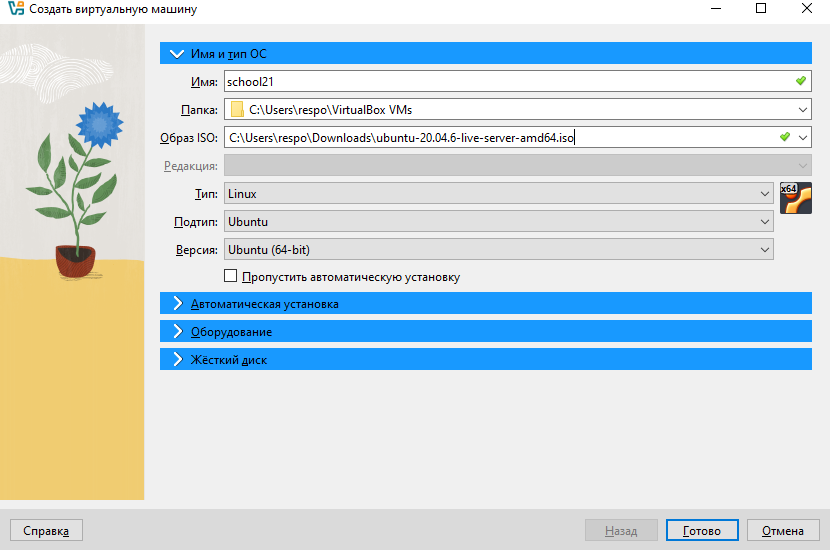 Создать виртуальную машину
Имя и тип ОС
Имя: school21
Папка: C:\Users\respo\VirtualBox VMs
Образ ISO: C:\Users\respo\Downloads\ubuntu-20.04.6-live-server-amd64.iso
Редакция:
Тип: Linux
x64
Подтип: Ubuntu
Версия: Ubuntu (64-bit)
Пропустить автоматическую установку
Автоматическая установка
Оборудование
Жёсткий диск
Справка Назад Готово Отмена